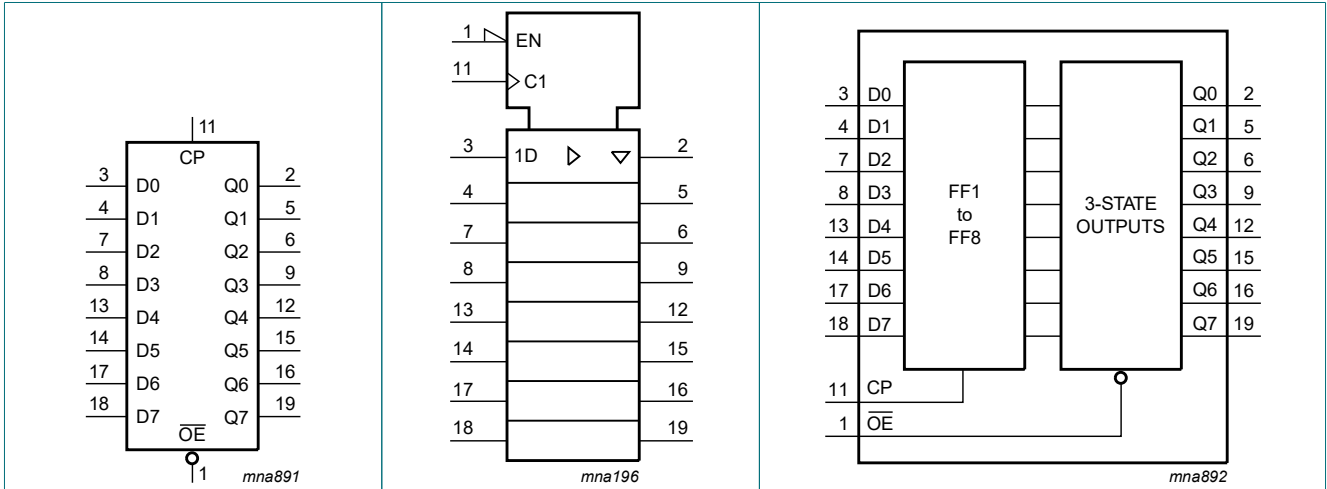 11
CP
3 D0 Q0 2
4 D1 Q1 5
7 D2 Q2 6
8 D3 Q3 9
13 D4 Q4 12
14 D5 Q5 15
17 D6 Q6 16
18 D7 Q7 19
OE
1
mna891
1 EN
11 C1
3 1D 2
4 5
7 6
8 9
13 12
14 15
17 16
18 19
mna196
3 D0 Q0 2
4 D1 Q1 5
7 D2 Q2 6
8 D3 Q3 9
13 D4 Q4 12
14 D5 Q5 15
17 D6 Q6 16
18 D7 Q7 19
FF1
to
FF8
3-STATE
OUTPUTS
11 CP
1 OE
mna892